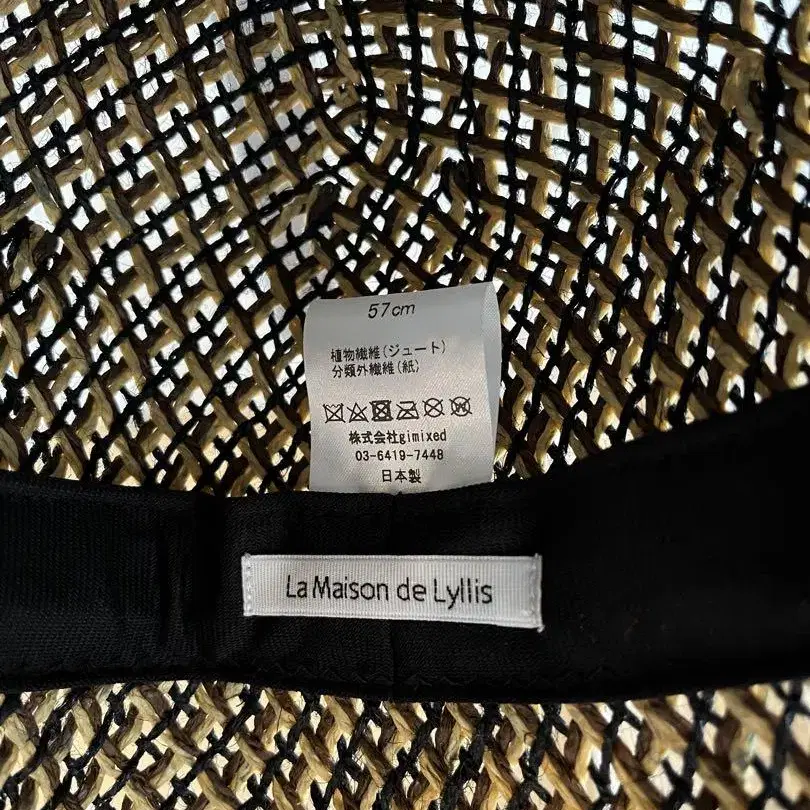 57cm
植物繊維(ジュート)
分類外繊維(紙)
株式会社gimixed
03-6419-7448
日本製
La Maison de Lyllis